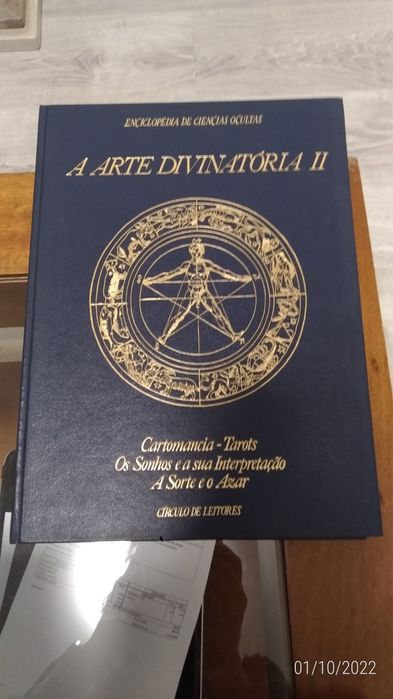 ENCICLOPÉDIA DE CIÊNCIAS OCULTAS
A ARTE DIVINATÓRIA II
Cartomancia - Tarots
Os Sonhos e a sua Interpretação
A Sorte e o Azar
CÍRCULO DE LEITORES
01/10/2022